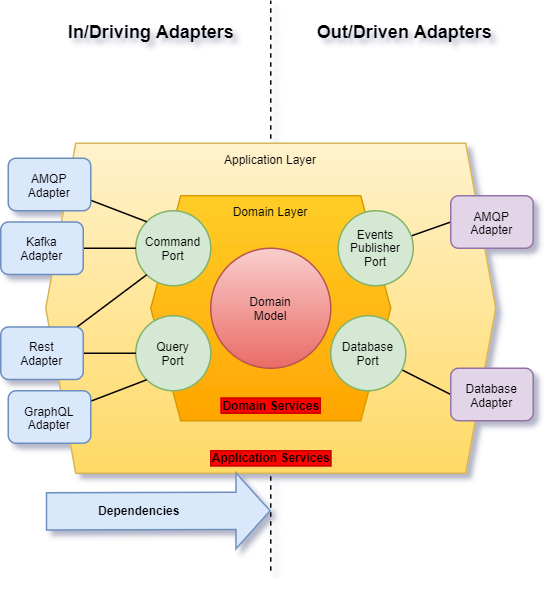 In/Driving Adapters
Out/Driven Adapters
Application Layer
AMQP
Adapter
Domain Layer
AMQP
Adapter
Kafka
Adapter
Command
Port
Events
Publisher
Port
Domain
Model
Rest
Adapter
Query
Port
Database
Port
GraphQL
Adapter
Database
Adapter
Domain Services
Application Services
Dependencies